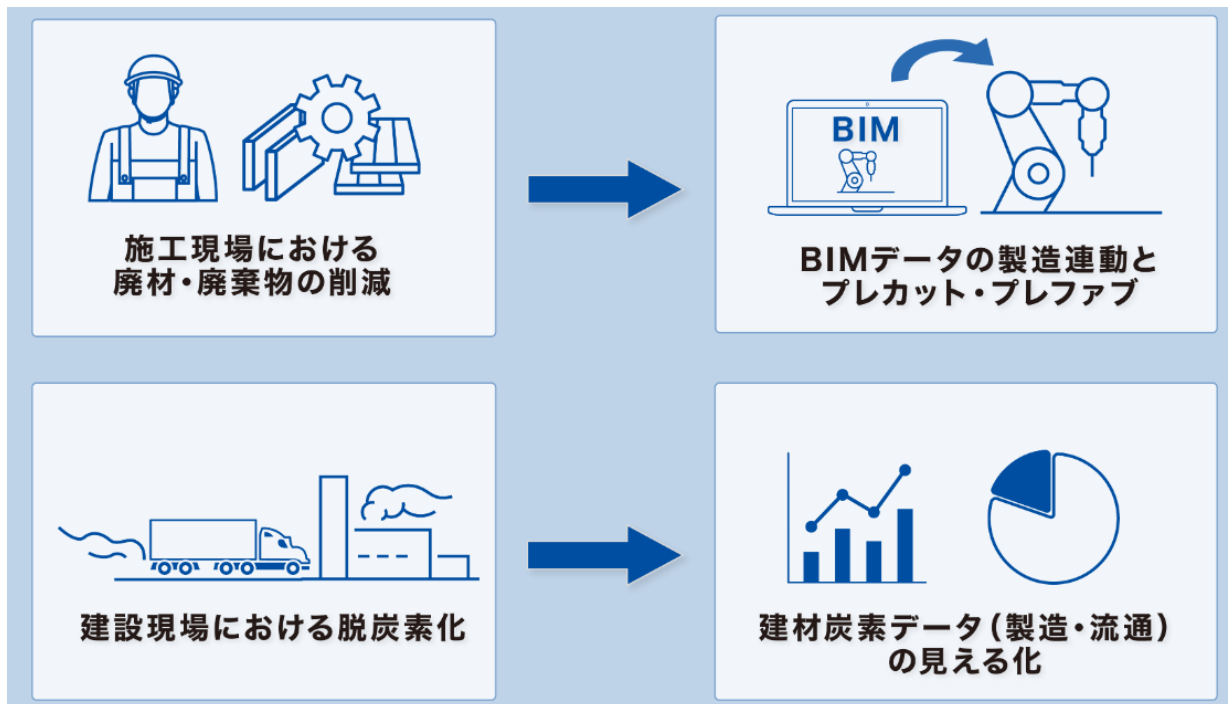 施工現場における
廃材・廃棄物の削減
BIM
BIMデータの製造連動と
プレカット・プレファブ
建設現場における脱炭素化
建材炭素データ（製造・流通）
の見える化